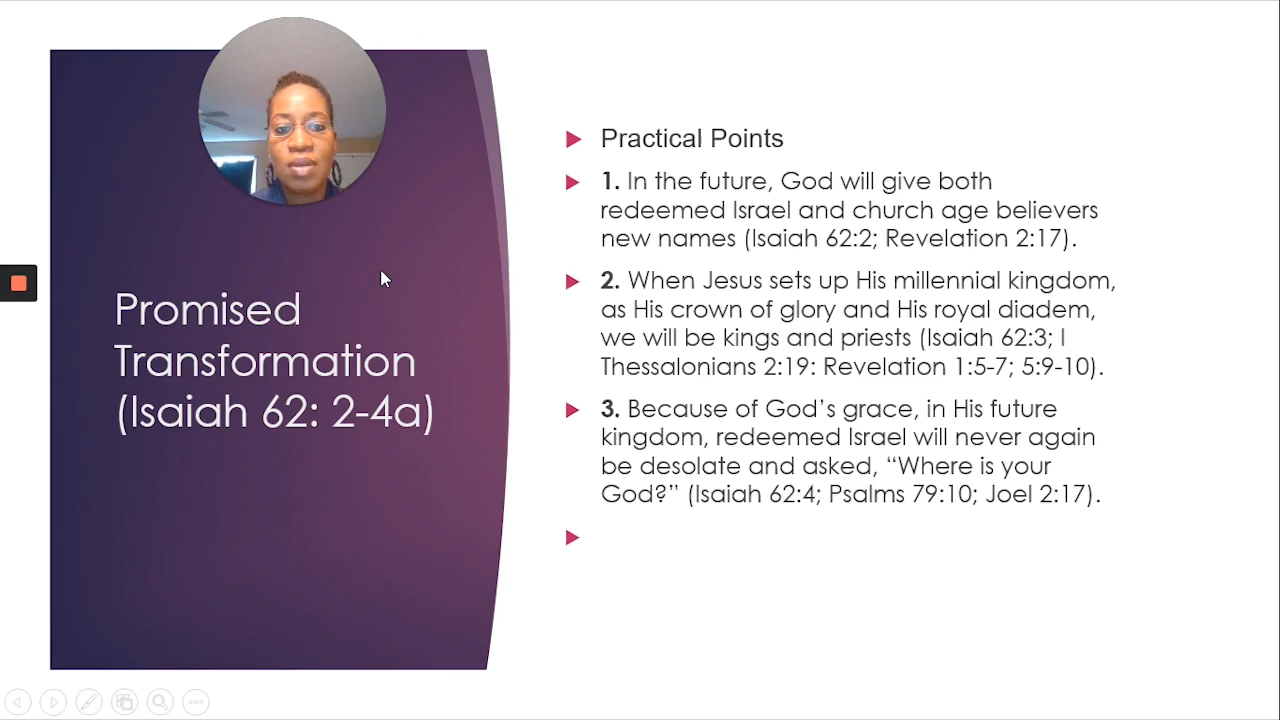 Promised
Transformation
(Isaiah 62: 2-4a)
Practical Points
1. In the future, God will give both
redeemed Israel and church age believers
new names (Isaiah 62:2; Revelation 2:17).
2. When Jesus sets up His millennial kingdom,
as His crown of glory and His royal diadem,
we will be kings and priests (Isaiah 62:3; I
Thessalonians 2:19: Revelation 1:5-7; 5:9-10).
3. Because of God’s grace, in His future
kingdom, redeemed Israel will never again
be desolate and asked, “Where is your
God?” (Isaiah 62:4; Psalms 79:10; Joel 2:17).